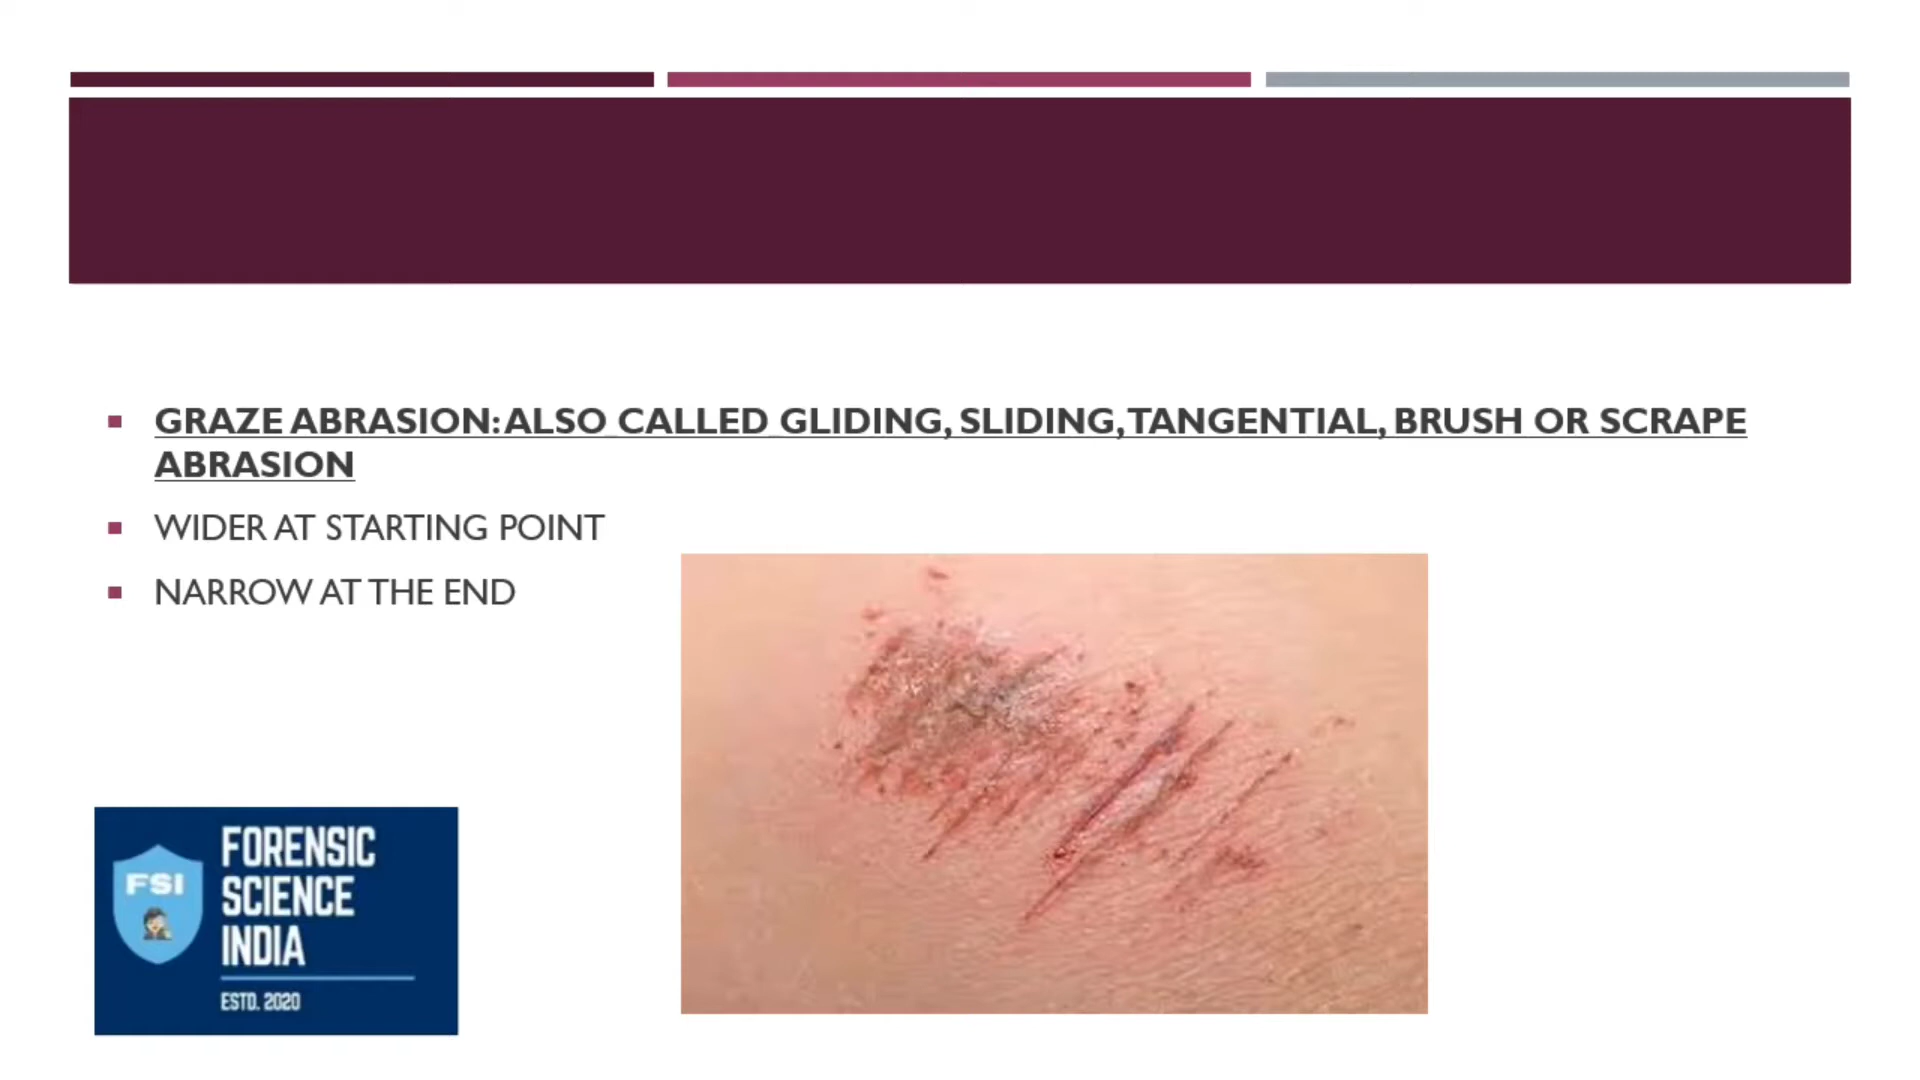 GRAZE ABRASION: ALSO CALLED GLIDING, SLIDING, TANGENTIAL, BRUSH OR SCRAPE
ABRASION
WIDER AT STARTING POINT
NARROW AT THE END
FSI
FORENSIC
SCIENCE
INDIA
ESTD. 2020